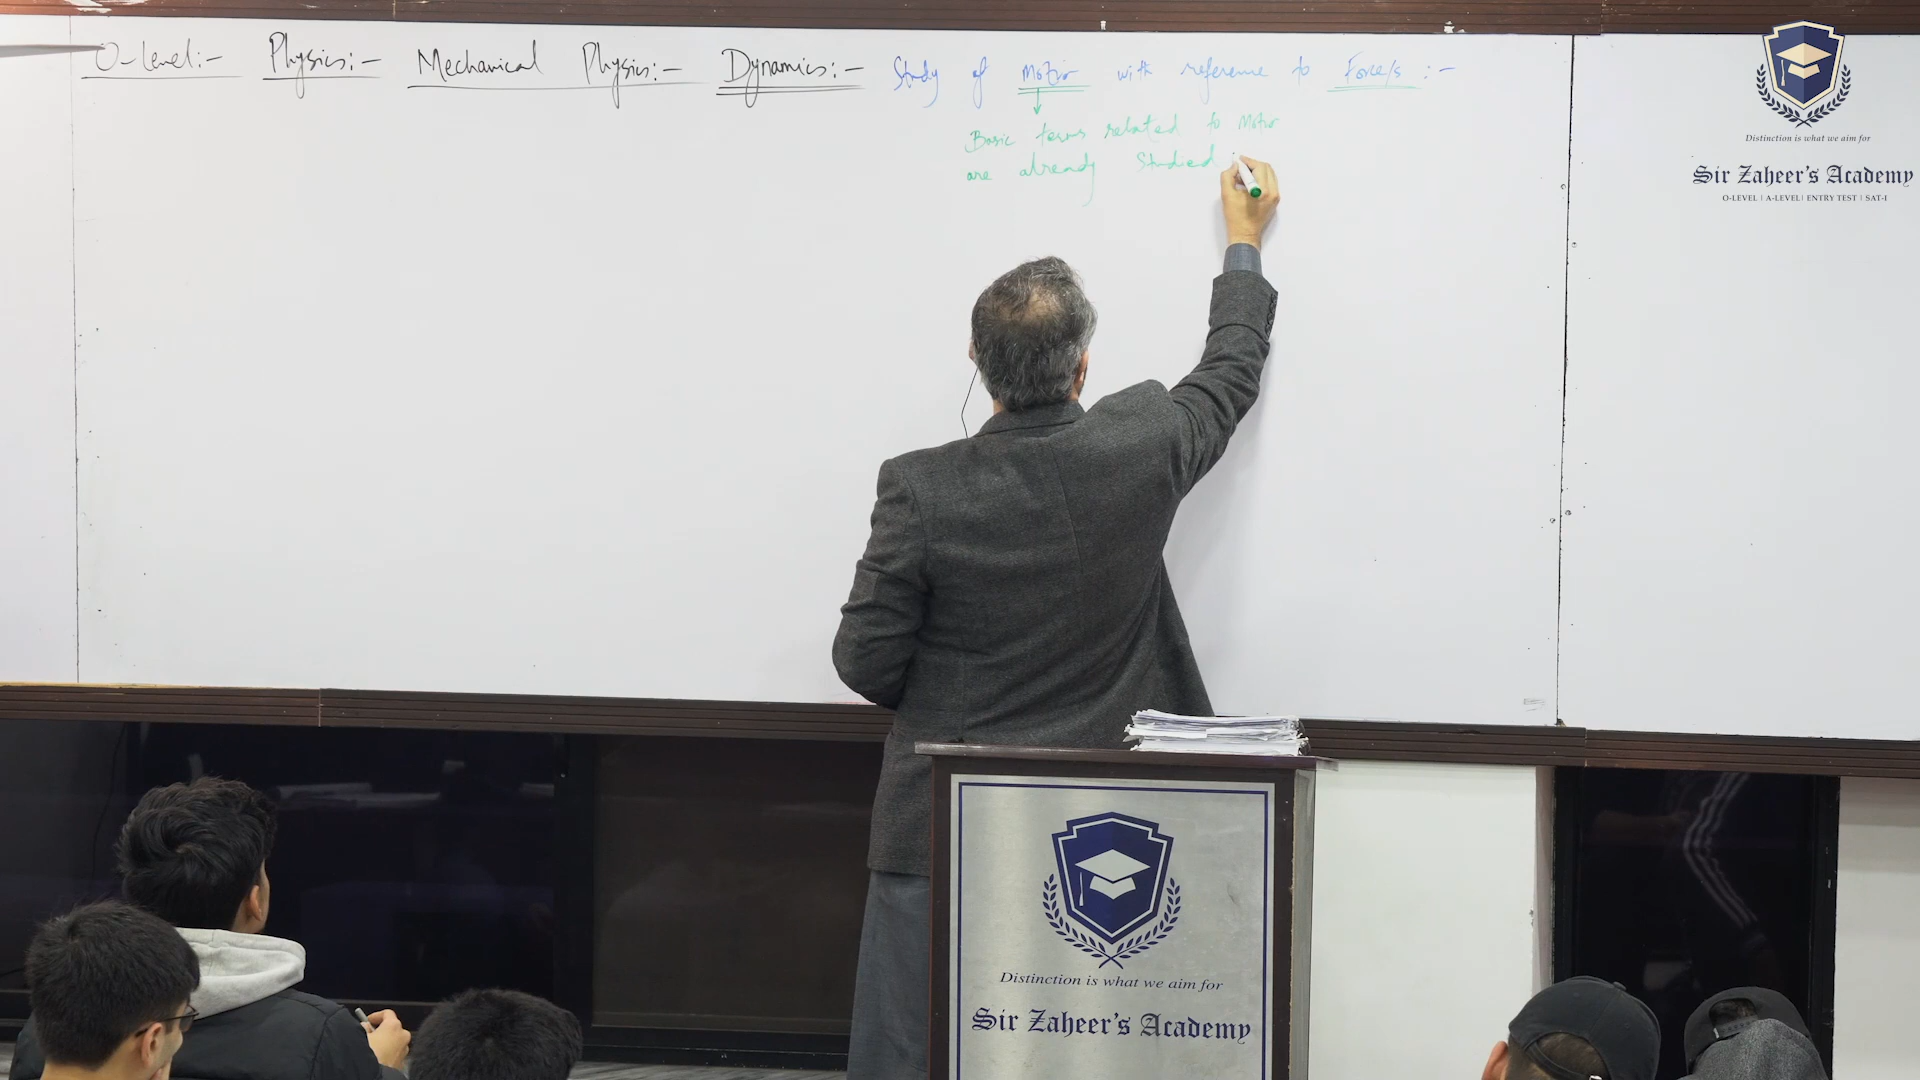 O-level:- Physics:- Mechanical Physics:- Dynamics:- Study of Motion with reference to Force/s :-
Basic terms related to Motion
are already Studied
Distinction is what we aim for
Sir Zaheer's Academy
O-LEVEL | A-LEVEL | ENTRY TEST | SAT-I
Distinction is what we aim for
Sir Zaheer's Academy